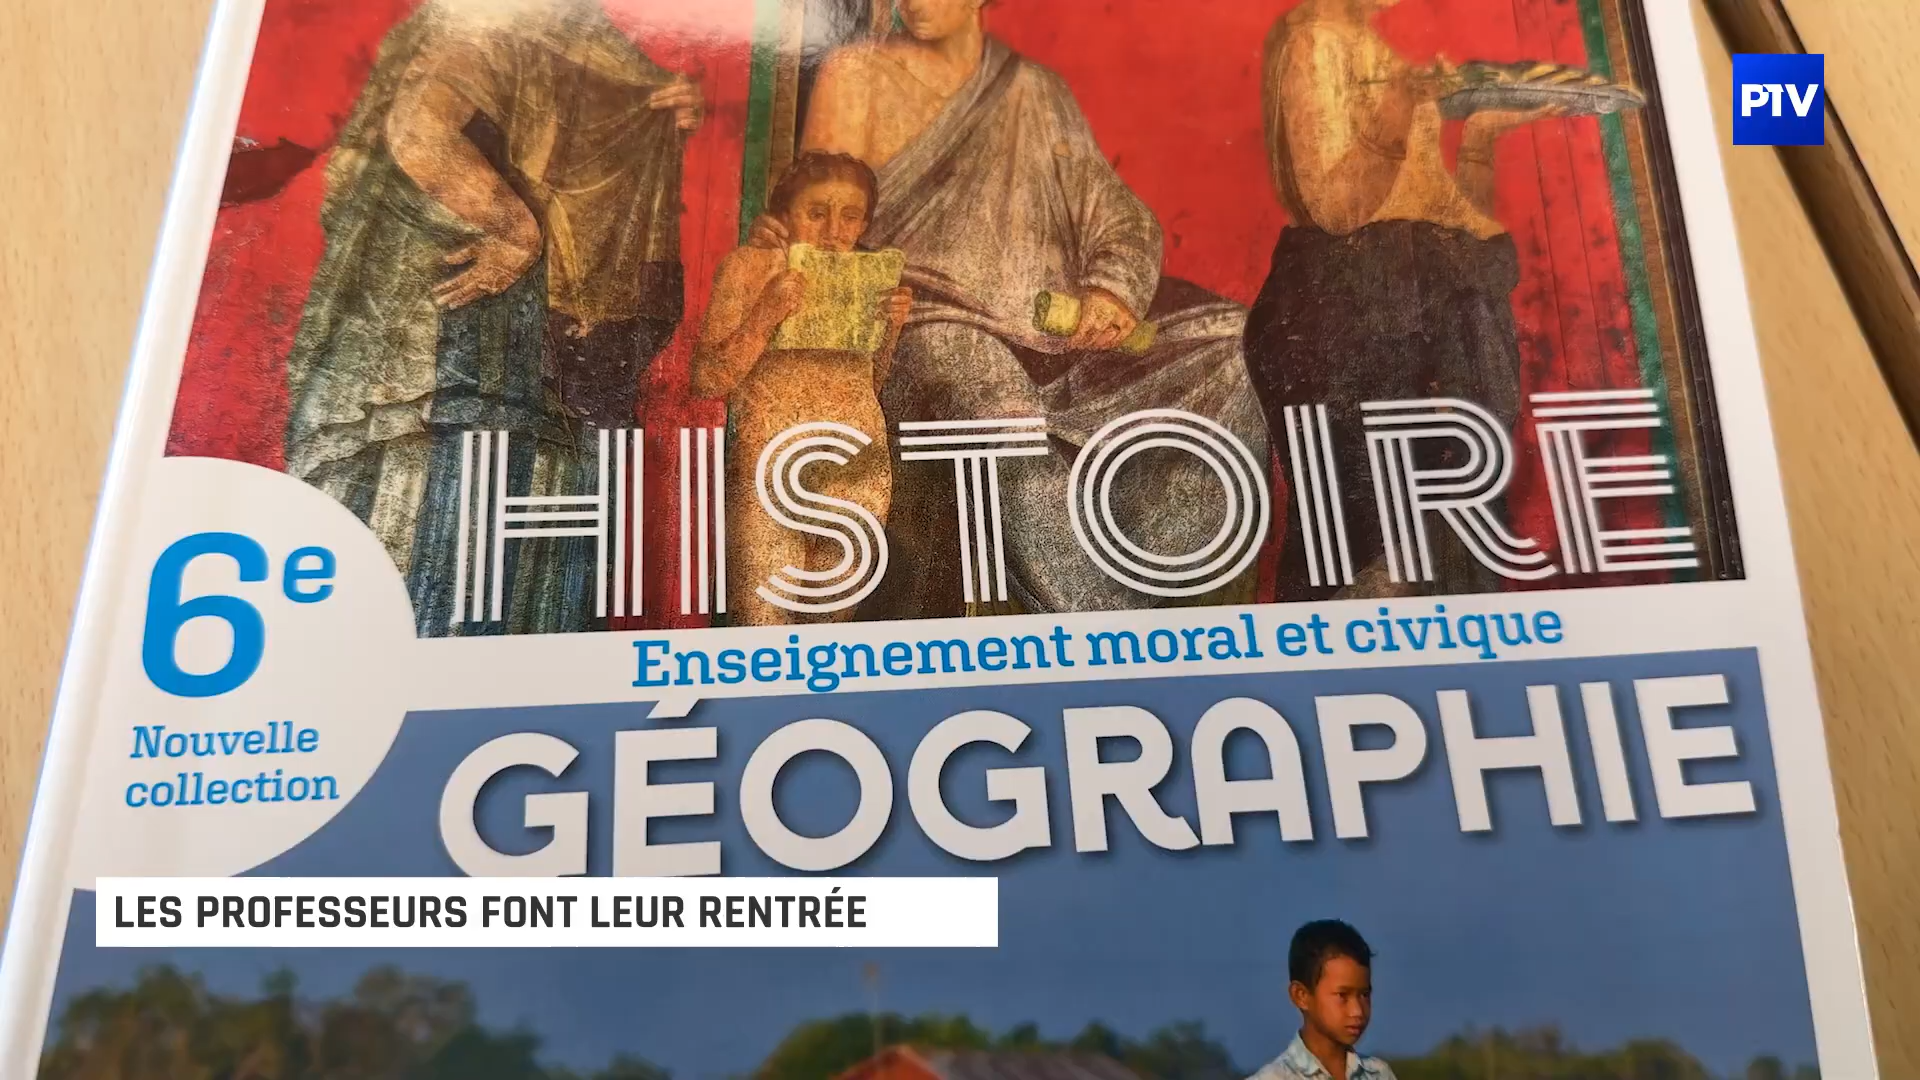 PTV
HISTOIRE
6e
Enseignement moral et civique
Nouvelle
collection
GÉOGRAPHIE
LES PROFESSEURS FONT LEUR RENTRÉE